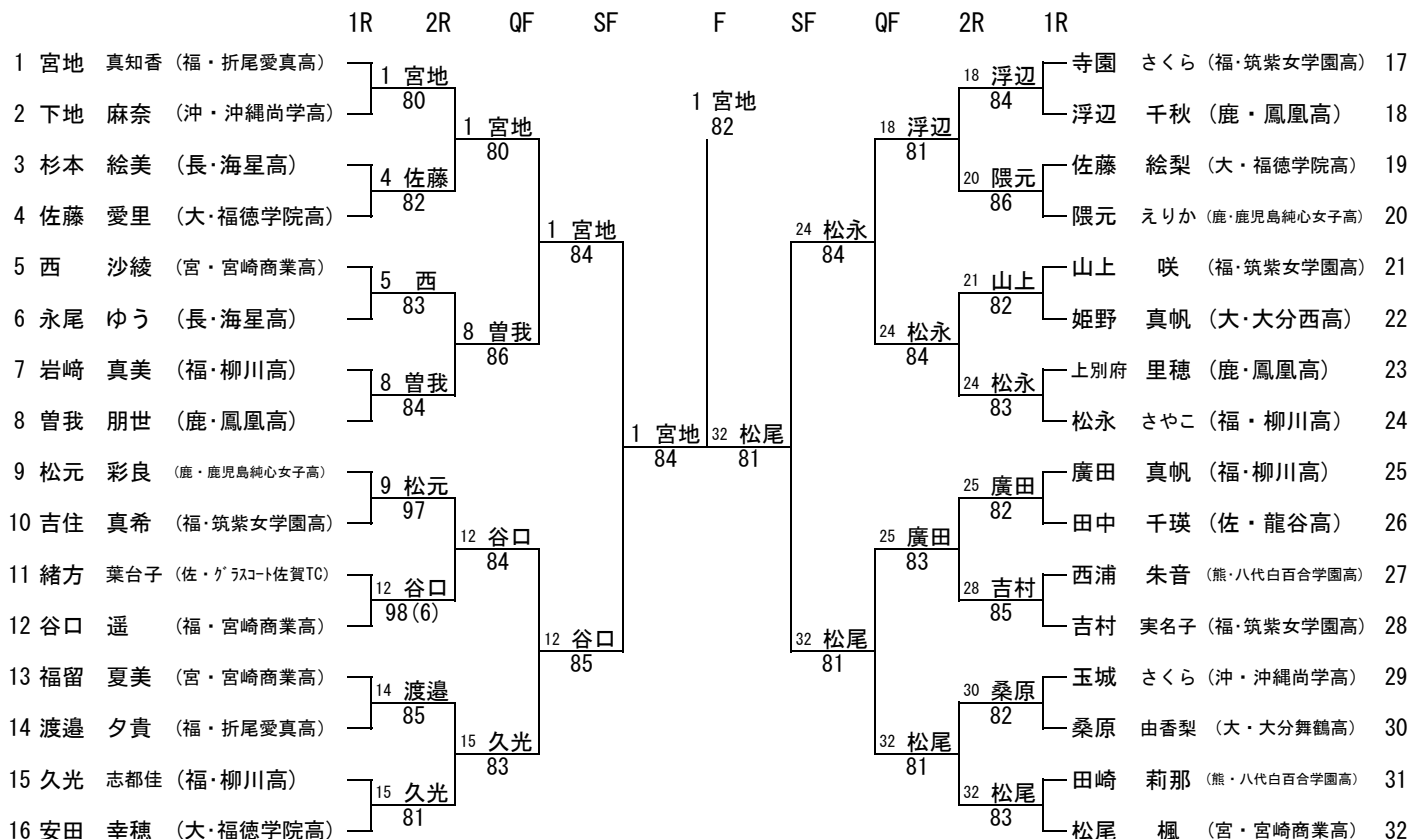 1R 2R QF SF F SF QF 2R 1R
1 宮地 真知香 (福・折尾愛真高)
2 下地 麻奈 (沖・沖縄尚学高)
3 杉本 絵美 (長・海星高)
4 佐藤 愛里 (大・福徳学院高)
5 西 沙綾 (宮・宮崎商業高)
6 永尾 ゆう (長・海星高)
7 岩﨑 真美 (福・柳川高)
8 曽我 朋世 (鹿・鳳凰高)
9 松元 彩良 (鹿・鹿児島純心女子高)
10 吉住 真希 (福・筑紫女学園高)
11 緒方 葉台子 (佐・グラスコート佐賀TC)
12 谷口 遥 (福・宮崎商業高)
13 福留 夏美 (宮・宮崎商業高)
14 渡邉 夕貴 (福・折尾愛真高)
15 久光 志都佳 (福・柳川高)
16 安田 幸穂 (大・福徳学院高)
1 宮地
80
4 佐藤
82
5 西
83
8 曽我
84
9 松元
97
12 谷口
98(6)
14 渡邉
85
15 久光
81
1 宮地
80
8 曽我
86
12 谷口
84
15 久光
83
1 宮地
84
12 谷口
85
1 宮地
84
1 宮地
82
32 松尾
81
24 松永
84
32 松尾
81
18 浮辺
81
24 松永
84
25 廣田
83
32 松尾
81
18 浮辺
84
20 隈元
86
21 山上
82
24 松永
83
25 廣田
82
28 吉村
85
30 桑原
82
32 松尾
83
寺園 さくら (福・筑紫女学園高) 17
浮辺 千秋 (鹿・鳳凰高) 18
佐藤 絵梨 (大・福徳学院高) 19
隈元 えりか (鹿・鹿児島純心女子高) 20
山上 咲 (福・筑紫女学園高) 21
姫野 真帆 (大・大分西高) 22
上別府 里穂 (鹿・鳳凰高) 23
松永 さやこ (福・柳川高) 24
廣田 真帆 (福・柳川高) 25
田中 千瑛 (佐・龍谷高) 26
西浦 朱音 (熊・八代白百合学園高) 27
吉村 実名子 (福・筑紫女学園高) 28
玉城 さくら (沖・沖縄尚学高) 29
桑原 由香梨 (大・大分舞鶴高) 30
田崎 莉那 (熊・八代白百合学園高) 31
松尾 楓 (宮・宮崎商業高) 32